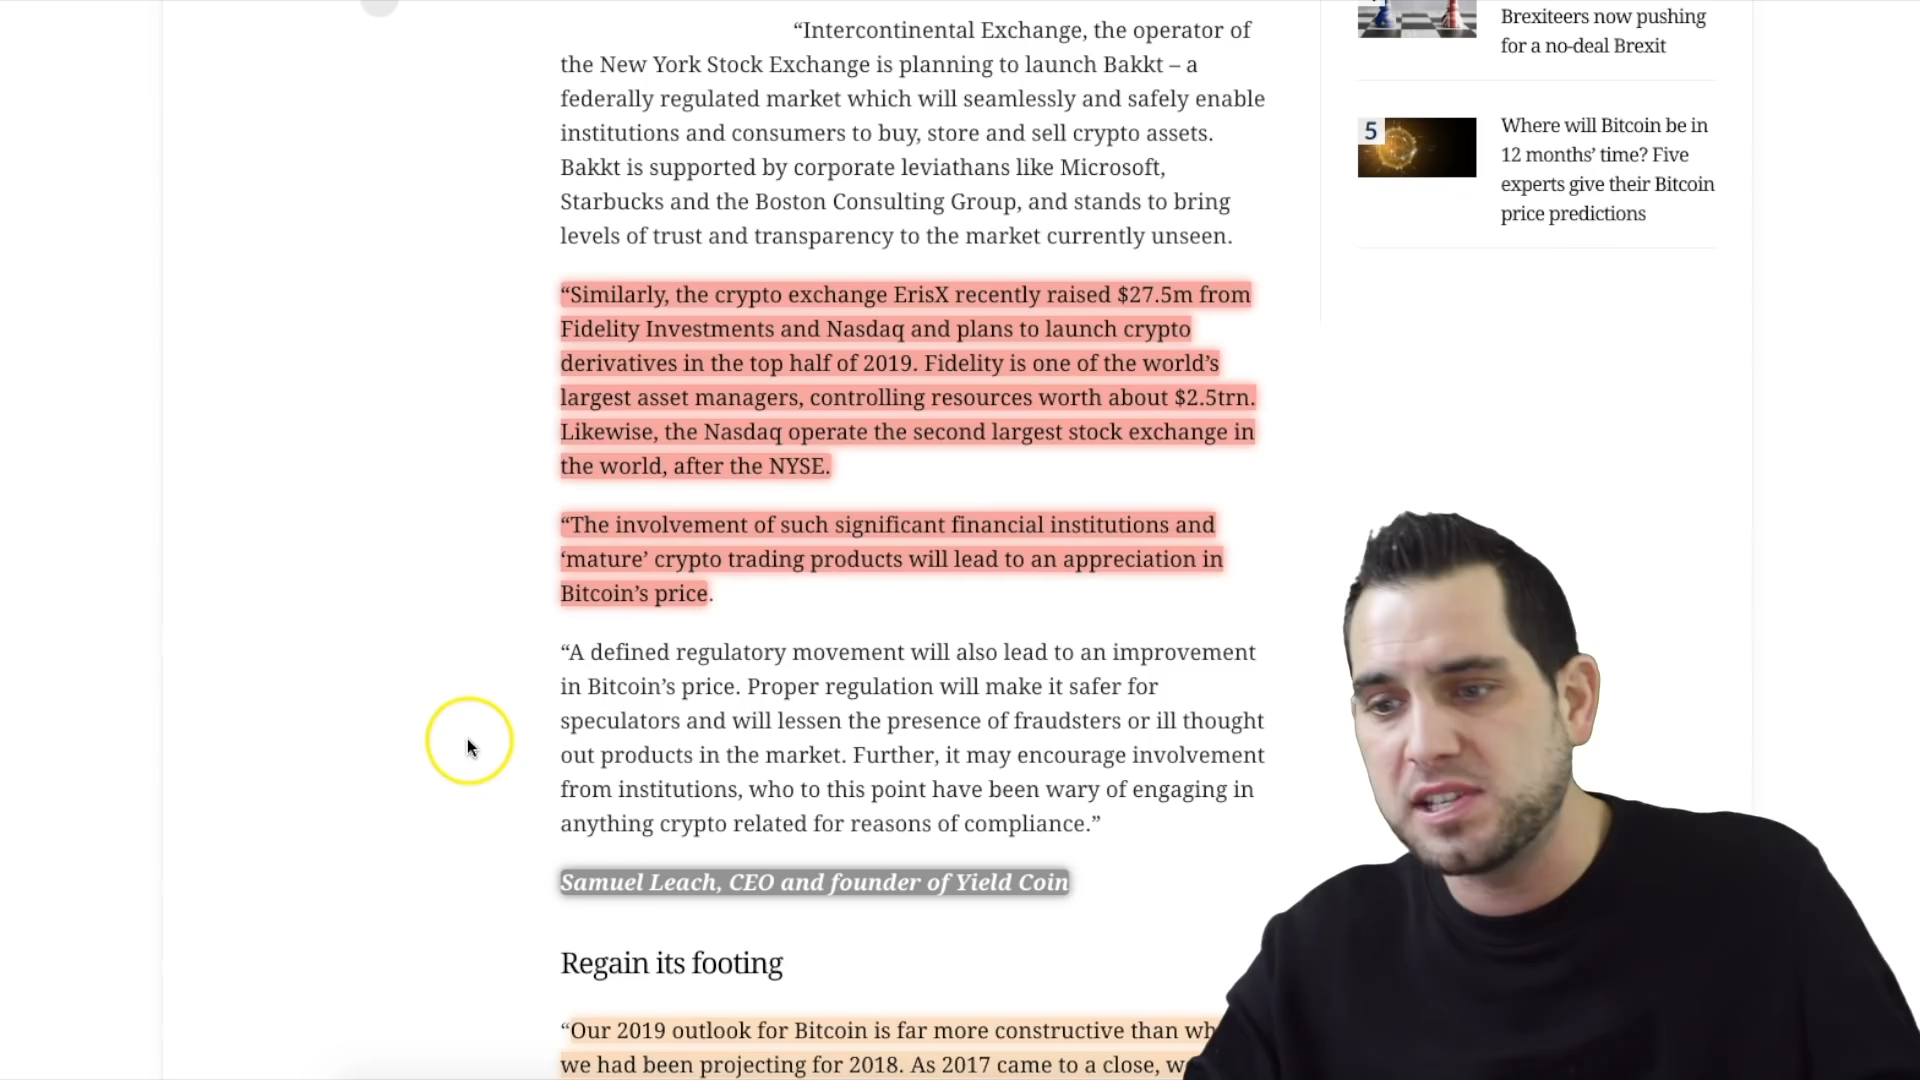 “Intercontinental Exchange, the operator of
the New York Stock Exchange is planning to launch Bakkt – a
federally regulated market which will seamlessly and safely enable
institutions and consumers to buy, store and sell crypto assets.
Bakkt is supported by corporate leviathans like Microsoft,
Starbucks and the Boston Consulting Group, and stands to bring
levels of trust and transparency to the market currently unseen.
“Similarly, the crypto exchange ErisX recently raised $27.5m from
Fidelity Investments and Nasdaq and plans to launch crypto
derivatives in the top half of 2019. Fidelity is one of the world’s
largest asset managers, controlling resources worth about $2.5trn.
Likewise, the Nasdaq operate the second largest stock exchange in
the world, after the NYSE.
“The involvement of such significant financial institutions and
‘mature’ crypto trading products will lead to an appreciation in
Bitcoin’s price.
“A defined regulatory movement will also lead to an improvement
in Bitcoin’s price. Proper regulation will make it safer for
speculators and will lessen the presence of fraudsters or ill thought
out products in the market. Further, it may encourage involvement
from institutions, who to this point have been wary of engaging in
anything crypto related for reasons of compliance.”
Samuel Leach, CEO and founder of Yield Coin
Regain its footing
“Our 2019 outlook for Bitcoin is far more constructive than
we had been projecting for 2018. As 2017 came to a close,
Brexiteers now pushing
for a no-deal Brexit
5
Where will Bitcoin be in
12 months’ time? Five
experts give their Bitcoin
price predictions